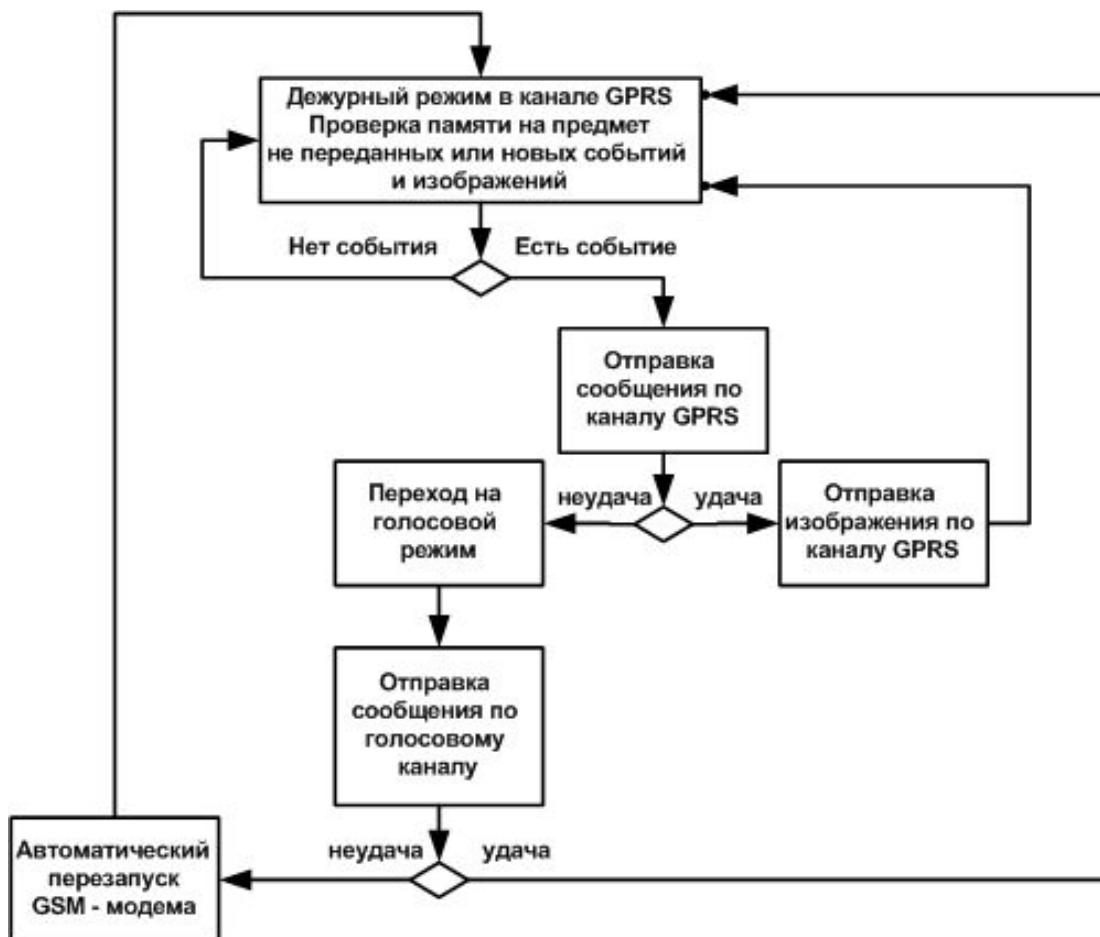 Дежурный режим в канале GPRS
Проверка памяти на предмет
не переданных или новых событий
и изображений
Нет события
Есть событие
Отправка
сообщения по
каналу GPRS
неудача
удача
Переход на
голосовой
режим
Отправка
изображения по
каналу GPRS
Отправка
сообщения по
голосовому
каналу
неудача
удача
Автоматический
перезапуск
GSM - модема